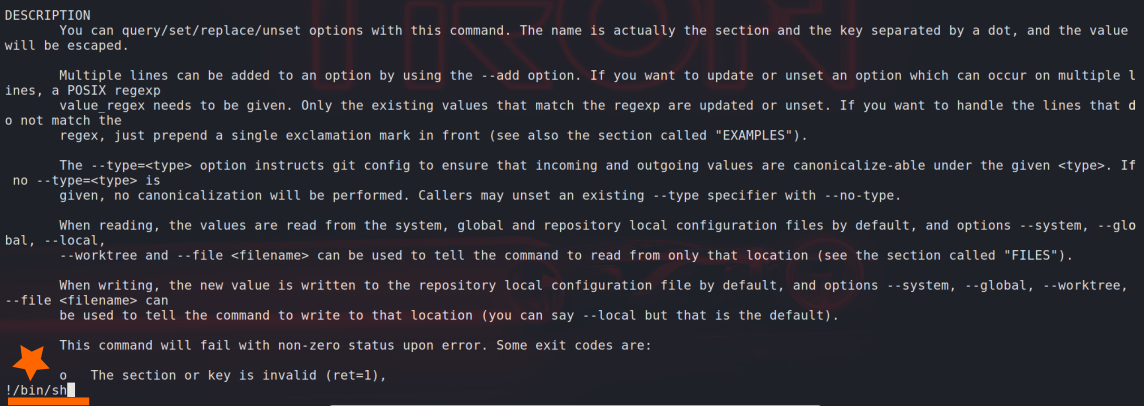 DESCRIPTION
You can query/set/replace/unset options with this command. The name is actually the section and the key separated by a dot, and the value
will be escaped.
Multiple lines can be added to an option by using the --add option. If you want to update or unset an option which can occur on multiple l
ines, a POSIX regexp
value_regex needs to be given. Only the existing values that match the regexp are updated or unset. If you want to handle the lines that d
o not match the
regex, just prepend a single exclamation mark in front (see also the section called "EXAMPLES").
The --type=<type> option instructs git config to ensure that incoming and outgoing values are canonicalize-able under the given <type>. If
no --type=<type> is
given, no canonicalization will be performed. Callers may unset an existing --type specifier with --no-type.
When reading, the values are read from the system, global and repository local configuration files by default, and options --system, --glo
bal, --local,
--worktree and --file <filename> can be used to tell the command to read from only that location (see the section called "FILES").
When writing, the new value is written to the repository local configuration file by default, and options --system, --global, --worktree,
--file <filename> can
be used to tell the command to write to that location (you can say --local but that is the default).
This command will fail with non-zero status upon error. Some exit codes are:
o   The section or key is invalid (ret=1),
!/bin/sh